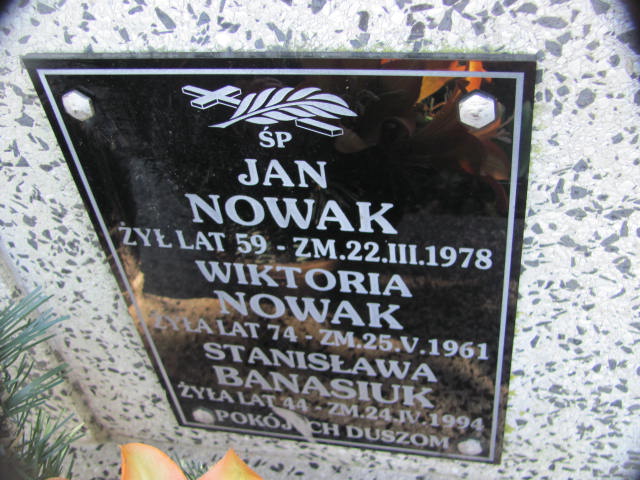 ŚP
JAN
NOWAK
ŻYŁ LAT 59 - ZM.22.III.1978
WIKTORIA
NOWAK
ŻYŁA LAT 74 - ZM.25.V.1961
STANISŁAWA
BANASIUK
ŻYŁA LAT 44 - ZM.24.IV.1994
POKÓJ ICH DUSZOM